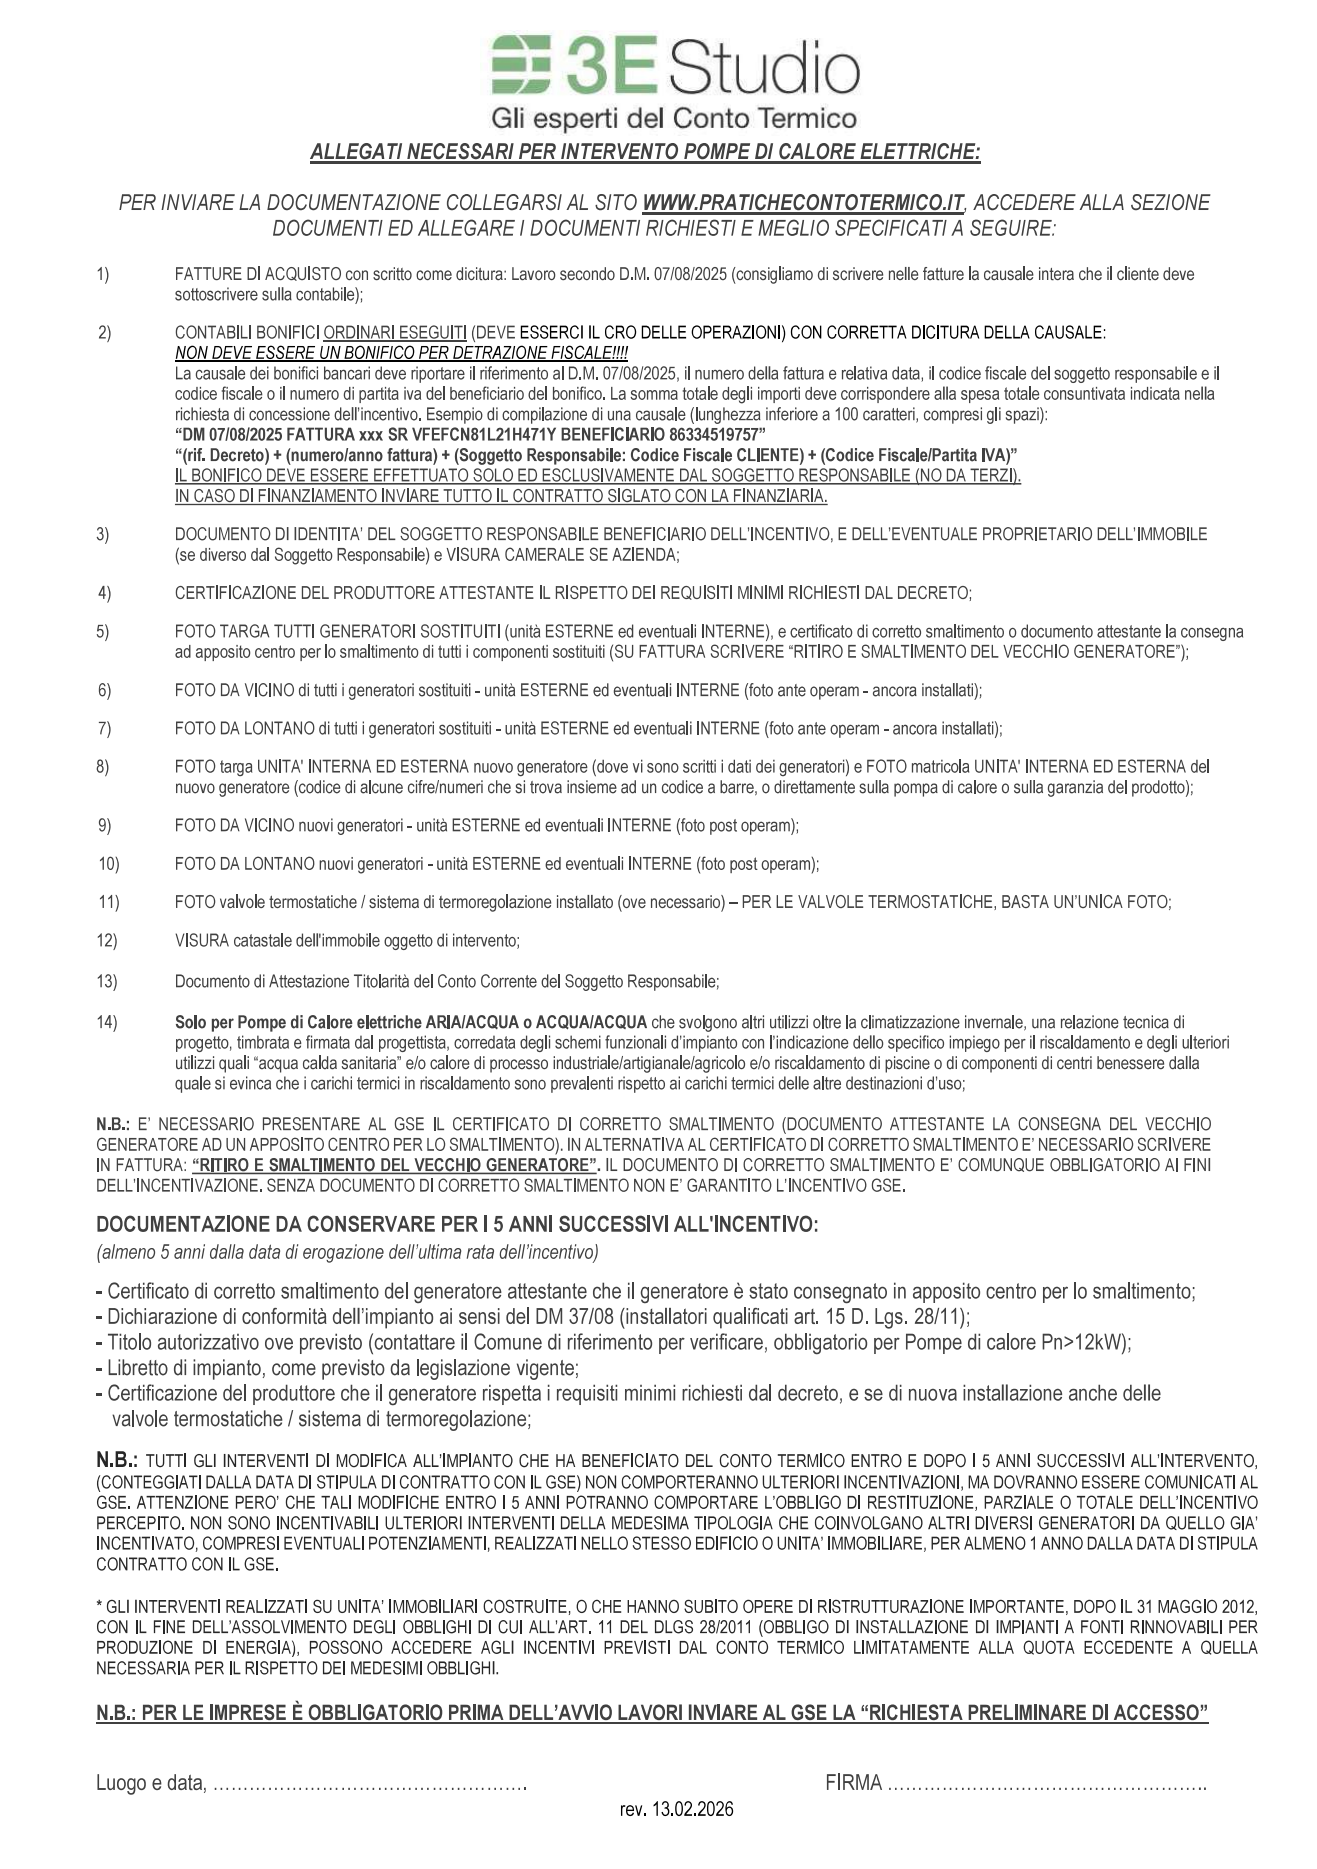 3E Studio
Gli esperti del Conto Termico
ALLEGATI NECESSARI PER INTERVENTO POMPE DI CALORE ELETTRICHE:
PER INVIARE LA DOCUMENTAZIONE COLLEGARSI AL SITO WWW.PRATICHECONTOTERMICO.IT, ACCEDERE ALLA SEZIONE
DOCUMENTI ED ALLEGARE I DOCUMENTI RICHIESTI E MEGLIO SPECIFICATI A SEGUIRE:
1) FATTURE DI ACQUISTO con scritto come dicitura: Lavoro secondo D.M. 07/08/2025 (consigliamo di scrivere nelle fatture la causale intera che il cliente deve
sottoscrivere sulla contabile);
2) CONTABILI BONIFICI ORDINARI ESEGUITI (DEVE ESSERCI IL CRO DELLE OPERAZIONI) CON CORRETTA DICITURA DELLA CAUSALE:
NON DEVE ESSERE UN BONIFICO PER DETRAZIONE FISCALE!!!!
La causale dei bonifici bancari deve riportare il riferimento al D.M. 07/08/2025, il numero della fattura e relativa data, il codice fiscale del soggetto responsabile e il
codice fiscale o il numero di partita iva del beneficiario del bonifico. La somma totale degli importi deve corrispondere alla spesa totale consuntivata indicata nella
richiesta di concessione dell’incentivo. Esempio di compilazione di una causale (lunghezza inferiore a 100 caratteri, compresi gli spazi):
“DM 07/08/2025 FATTURA xxx SR VFEFCN81L21H471Y BENEFICIARIO 86334519757”
“(rif. Decreto) + (numero/anno fattura) + (Soggetto Responsabile: Codice Fiscale CLIENTE) + (Codice Fiscale/Partita IVA)”
IL BONIFICO DEVE ESSERE EFFETTUATO SOLO ED ESCLUSIVAMENTE DAL SOGGETTO RESPONSABILE (NO DA TERZI).
IN CASO DI FINANZIAMENTO INVIARE TUTTO IL CONTRATTO SIGLATO CON LA FINANZIARIA.
3) DOCUMENTO DI IDENTITA’ DEL SOGGETTO RESPONSABILE BENEFICIARIO DELL’INCENTIVO, E DELL’EVENTUALE PROPRIETARIO DELL’IMMOBILE
(se diverso dal Soggetto Responsabile) e VISURA CAMERALE SE AZIENDA;
4) CERTIFICAZIONE DEL PRODUTTORE ATTESTANTE IL RISPETTO DEI REQUISITI MINIMI RICHIESTI DAL DECRETO;
5) FOTO TARGA TUTTI GENERATORI SOSTITUITI (unità ESTERNE ed eventuali INTERNE), e certificato di corretto smaltimento o documento attestante la consegna
ad apposito centro per lo smaltimento di tutti i componenti sostituiti (SU FATTURA SCRIVERE “RITIRO E SMALTIMENTO DEL VECCHIO GENERATORE”);
6) FOTO DA VICINO di tutti i generatori sostituiti - unità ESTERNE ed eventuali INTERNE (foto ante operam - ancora installati);
7) FOTO DA LONTANO di tutti i generatori sostituiti - unità ESTERNE ed eventuali INTERNE (foto ante operam - ancora installati);
8) FOTO targa UNITA’ INTERNA ED ESTERNA nuovo generatore (dove vi sono scritti i dati dei generatori) e FOTO matricola UNITA’ INTERNA ED ESTERNA del
nuovo generatore (codice di alcune cifre/numeri che si trova insieme ad un codice a barre, o direttamente sulla pompa di calore o sulla garanzia del prodotto);
9) FOTO DA VICINO nuovi generatori - unità ESTERNE ed eventuali INTERNE (foto post operam);
10) FOTO DA LONTANO nuovi generatori - unità ESTERNE ed eventuali INTERNE (foto post operam);
11) FOTO valvole termostatiche / sistema di termoregolazione installato (ove necessario) – PER LE VALVOLE TERMOSTATICHE, BASTA UN’UNICA FOTO;
12) VISURA catastale dell'immobile oggetto di intervento;
13) Documento di Attestazione Titolarità del Conto Corrente del Soggetto Responsabile;
14) Solo per Pompe di Calore elettriche ARIA/ACQUA o ACQUA/ACQUA che svolgono altri utilizzi oltre la climatizzazione invernale, una relazione tecnica di
progetto, timbrata e firmata dal progettista, corredata degli schemi funzionali d’impianto con l’indicazione dello specifico impiego per il riscaldamento e degli ulteriori
utilizzi quali “acqua calda sanitaria” e/o calore di processo industriale/artigianale/agricolo e/o riscaldamento di piscine o di componenti di centri benessere dalla
quale si evinca che i carichi termici in riscaldamento sono prevalenti rispetto ai carichi termici delle altre destinazioni d’uso;
N.B.: E’ NECESSARIO PRESENTARE AL GSE IL CERTIFICATO DI CORRETTO SMALTIMENTO (DOCUMENTO ATTESTANTE LA CONSEGNA DEL VECCHIO
GENERATORE AD UN APPOSITO CENTRO PER LO SMALTIMENTO). IN ALTERNATIVA AL CERTIFICATO DI CORRETTO SMALTIMENTO E’ NECESSARIO SCRIVERE
IN FATTURA: “RITIRO E SMALTIMENTO DEL VECCHIO GENERATORE”. IL DOCUMENTO DI CORRETTO SMALTIMENTO E’ COMUNQUE OBBLIGATORIO AI FINI
DELL’INCENTIVAZIONE. SENZA DOCUMENTO DI CORRETTO SMALTIMENTO NON E’ GARANTITO L’INCENTIVO GSE.
DOCUMENTAZIONE DA CONSERVARE PER I 5 ANNI SUCCESSIVI ALL'INCENTIVO:
(almeno 5 anni dalla data di erogazione dell’ultima rata dell’incentivo)
- Certificato di corretto smaltimento del generatore attestante che il generatore è stato consegnato in apposito centro per lo smaltimento;
- Dichiarazione di conformità dell’impianto ai sensi del DM 37/08 (installatori qualificati art. 15 D. Lgs. 28/11);
- Titolo autorizzativo ove previsto (contattare il Comune di riferimento per verificare, obbligatorio per Pompe di calore Pn>12kW);
- Libretto di impianto, come previsto da legislazione vigente;
- Certificazione del produttore che il generatore rispetta i requisiti minimi richiesti dal decreto, e se di nuova installazione anche delle
valvole termostatiche / sistema di termoregolazione;
N.B.: TUTTI GLI INTERVENTI DI MODIFICA ALL’IMPIANTO CHE HA BENEFICIATO DEL CONTO TERMICO ENTRO E DOPO I 5 ANNI SUCCESSIVI ALL’INTERVENTO,
(CONTEGGIATI DALLA DATA DI STIPULA DI CONTRATTO CON IL GSE) NON COMPORTERANNO ULTERIORI INCENTIVAZIONI, MA DOVRANNO ESSERE COMUNICATI AL
GSE. ATTENZIONE PERO’ CHE TALI MODIFICHE ENTRO I 5 ANNI POTRANNO COMPORTARE L’OBBLIGO DI RESTITUZIONE, PARZIALE O TOTALE DELL’INCENTIVO
PERCEPITO. NON SONO INCENTIVABILI ULTERIORI INTERVENTI DELLA MEDESIMA TIPOLOGIA CHE COINVOLGANO ALTRI DIVERSI GENERATORI DA QUELLO GIA’
INCENTIVATO, COMPRESI EVENTUALI POTENZIAMENTI, REALIZZATI NELLO STESSO EDIFICIO O UNITA’ IMMOBILIARE, PER ALMENO 1 ANNO DALLA DATA DI STIPULA
CONTRATTO CON IL GSE.
* GLI INTERVENTI REALIZZATI SU UNITA’ IMMOBILIARI COSTRUITE, O CHE HANNO SUBITO OPERE DI RISTRUTTURAZIONE IMPORTANTE, DOPO IL 31 MAGGIO 2012,
CON IL FINE DELL’ASSOLVIMENTO DEGLI OBBLIGHI DI CUI ALL’ART. 11 DEL DLGS 28/2011 (OBBLIGO DI INSTALLAZIONE DI IMPIANTI A FONTI RINNOVABILI PER
PRODUZIONE DI ENERGIA), POSSONO ACCEDERE AGLI INCENTIVI PREVISTI DAL CONTO TERMICO LIMITATAMENTE ALLA QUOTA ECCEDENTE A QUELLA
NECESSARIA PER IL RISPETTO DEI MEDESIMI OBBLIGHI.
N.B.: PER LE IMPRESE È OBBLIGATORIO PRIMA DELL’AVVIO LAVORI INVIARE AL GSE LA “RICHIESTA PRELIMINARE DI ACCESSO”
Luogo e data, ……………………………………………. FIRMA ……………………………………………..
rev. 13.02.2026